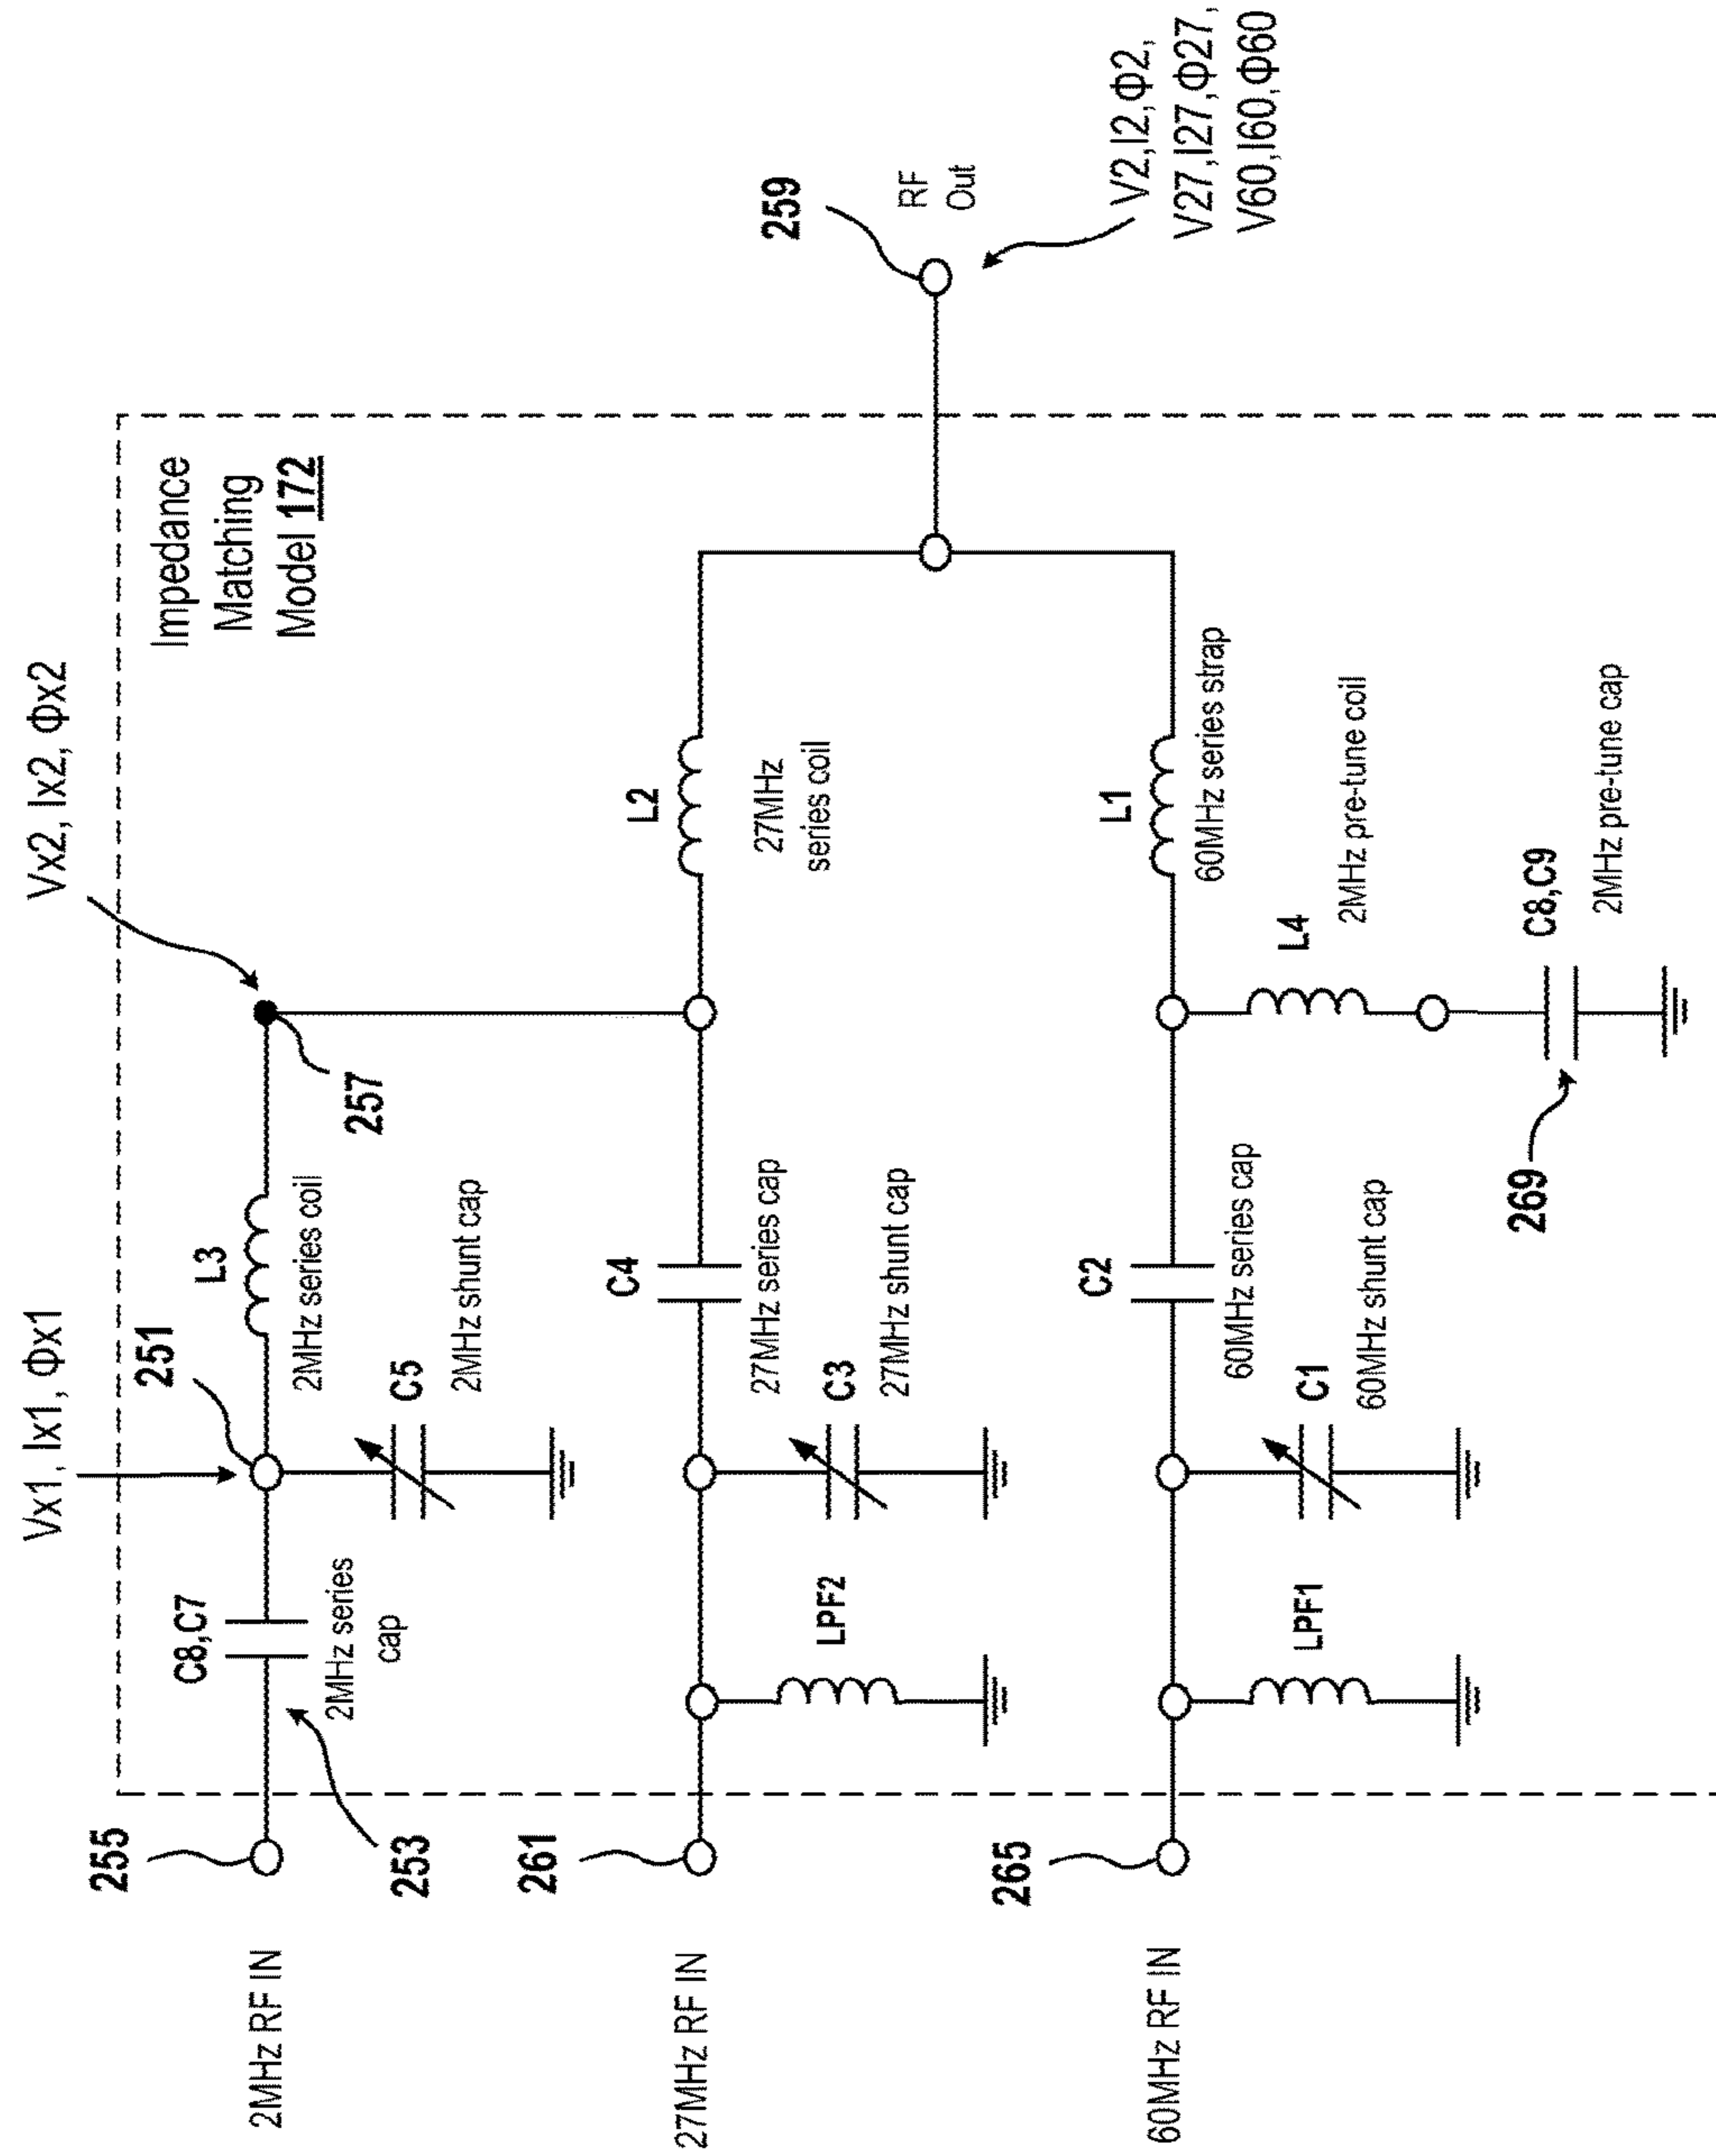 Vx1, Ix1, Φx1
Vx2, Ix2, Φx2
Impedance
Matching
Model 172
255
253
C8,C7
2MHz series
cap
251
L3
2MHz series coil
C5
2MHz shunt cap
257
2MHz RF IN
261
LPF2
C3
27MHz shunt cap
C4
27MHz series cap
L2
27MHz
series coil
27MHz RF IN
259
RF
Out
V2,I2,Φ2,
V27,I27,Φ27,
V60,I60,Φ60
265
LPF1
C1
60MHz shunt cap
C2
60MHz series cap
L1
60MHz series strap
L4
2MHz pre-tune coil
C8,C9
2MHz pre-tune cap
269
60MHz RF IN